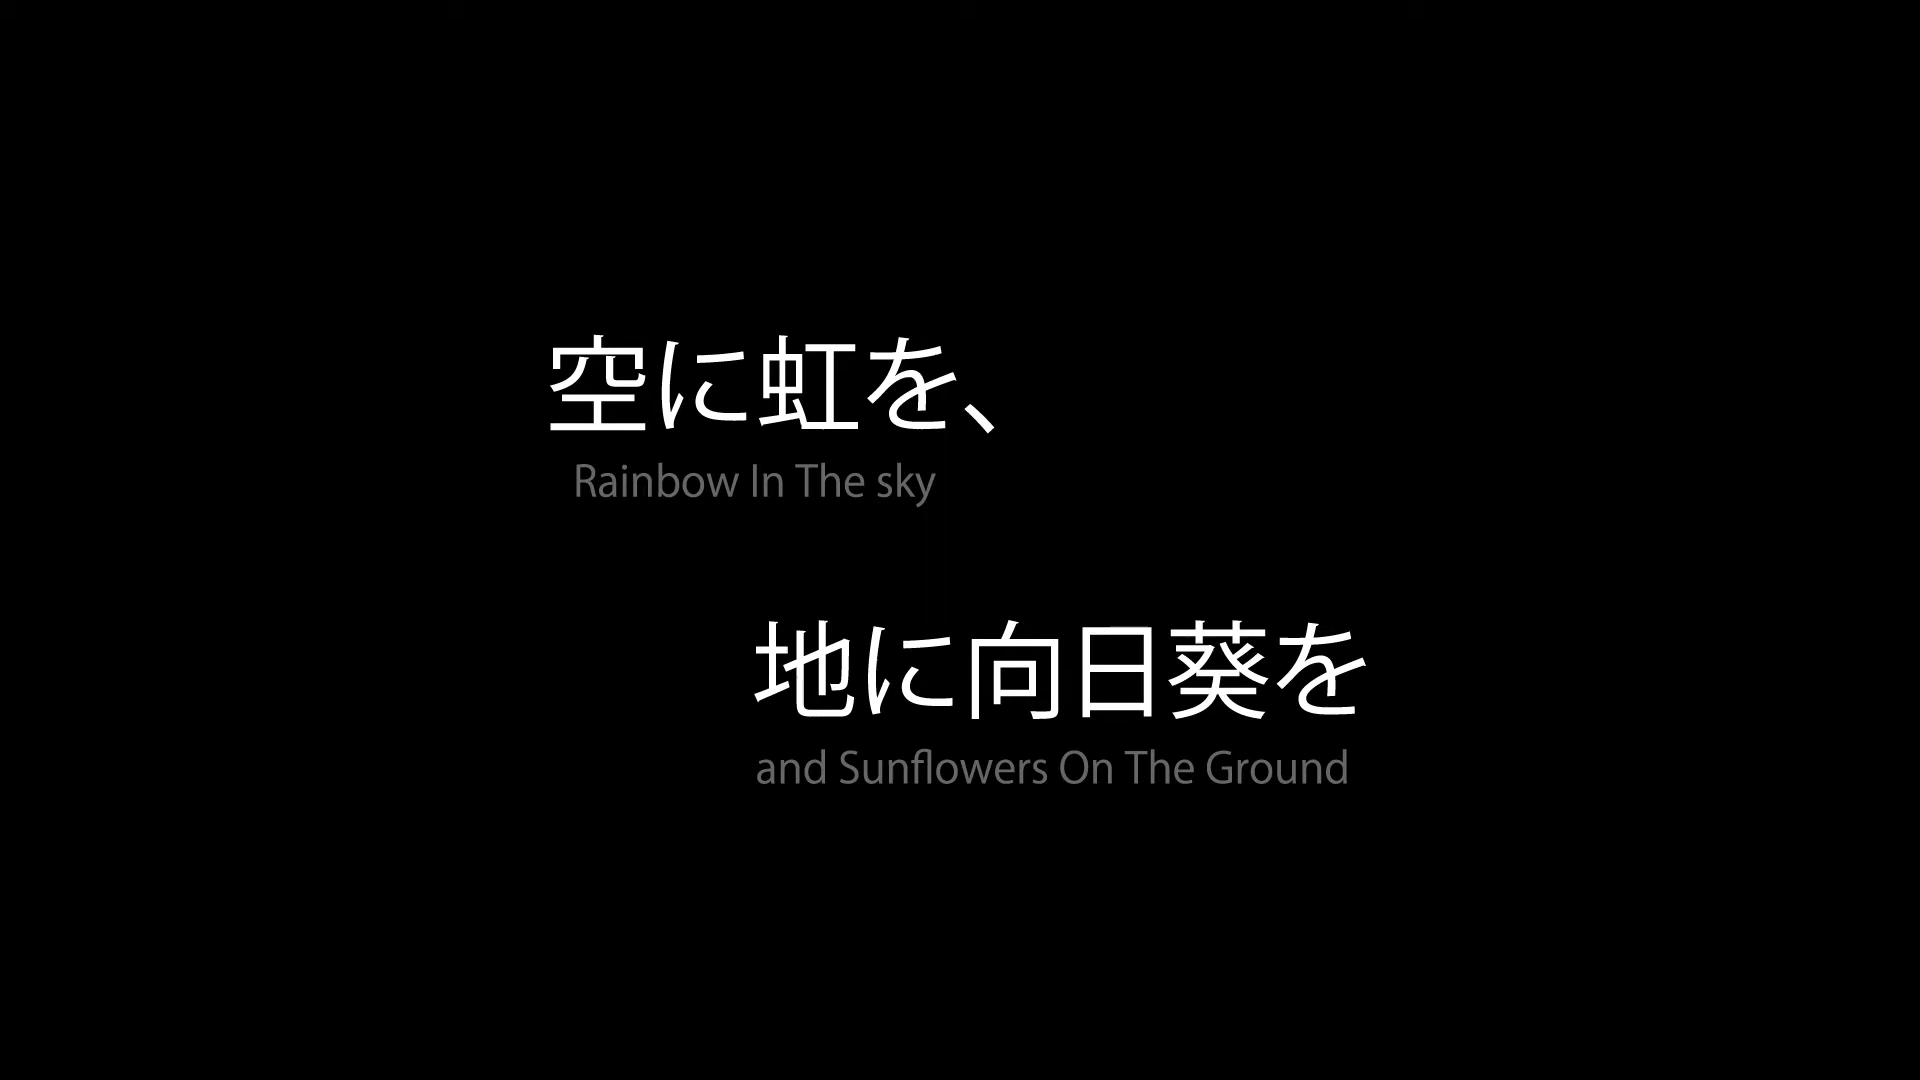 空に虹を、
Rainbow In The sky
地に向日葵を
and Sunflowers On The Ground